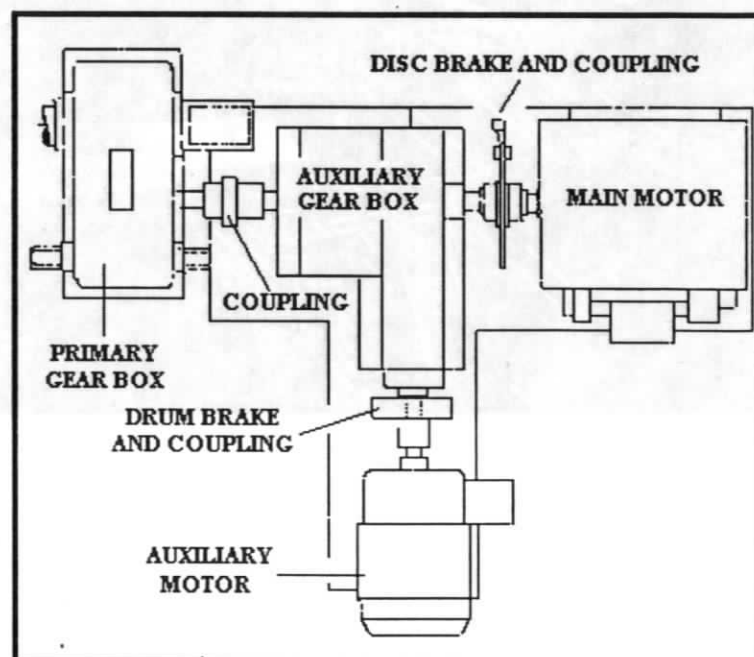 DISC BRAKE AND COUPLING
AUXILIARY
GEAR BOX
MAIN MOTOR
COUPLING
PRIMARY
GEAR BOX
DRUM BRAKE
AND COUPLING
AUXILIARY
MOTOR